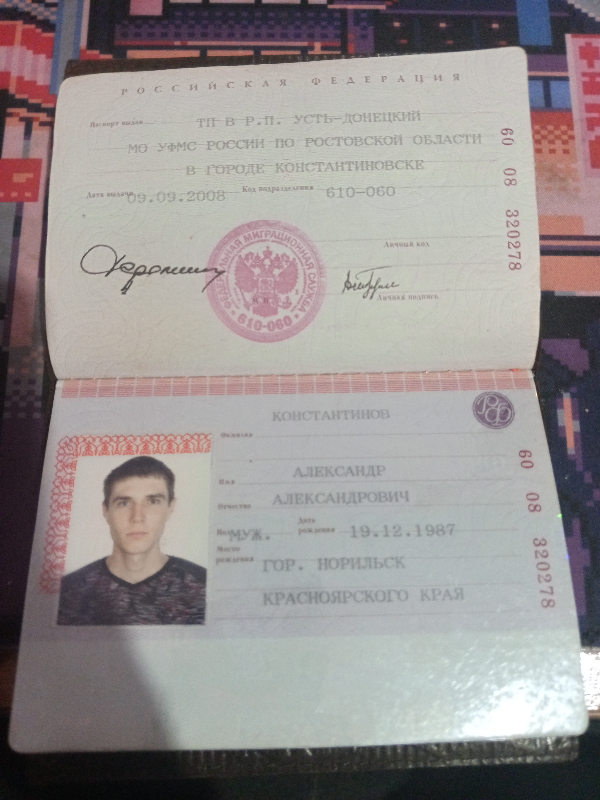 РОССИЙСКАЯ ФЕДЕРАЦИЯ
Паспорт выдан ТП В Р.П. УСТЬ-ДОНЕЦКИЙ
МО УФМС РОССИИ ПО РОСТОВСКОЙ ОБЛАСТИ
В ГОРОДЕ КОНСТАНТИНОВСКЕ
Дата выдачи 09.09.2008 Код подразделения 610-060
60 08 320278
Личный код
Личная подпись
ФЕДЕРАЛЬНАЯ МИГРАЦИОННАЯ СЛУЖБА
610-060
КОНСТАНТИНОВ
Фамилия
Имя АЛЕКСАНДР
Отчество АЛЕКСАНДРОВИЧ
Пол МУЖ. Дата рождения 19.12.1987
Место рождения ГОР. НОРИЛЬСК
КРАСНОЯРСКОГО КРАЯ
60 08 320278